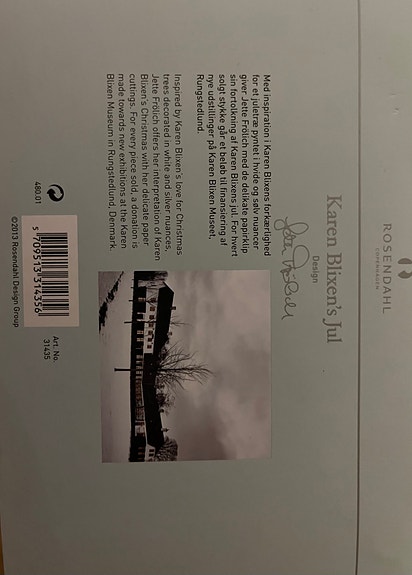 ROSENDAHL
COPENHAGEN
Karen Blixen's Jul
Design
Med inspiration i Karen Blixens forkærlighed
for et juletræ pyntet i hvide og sølv nuancer
giver Jette Frölich med de delikate papirklip
sin fortolkning af Karen Blixens jul. For hvert
solgt stykke går et beløb til finansiering af
nye udstillinger på Karen Blixen Museet,
Rungstedlund.
Inspired by Karen Blixen's love for Christmas
trees decorated in white and silver nuances,
Jette Frölich offers her interpretation of Karen
Blixen's Christmas with her delicate paper
cuttings. For every piece sold, a donation is
made towards new exhibitions at the Karen
Blixen Museum in Rungstedlund, Denmark.
480.01
5 709513 314356
Art. No.
31435
©2013 Rosendahl Design Group